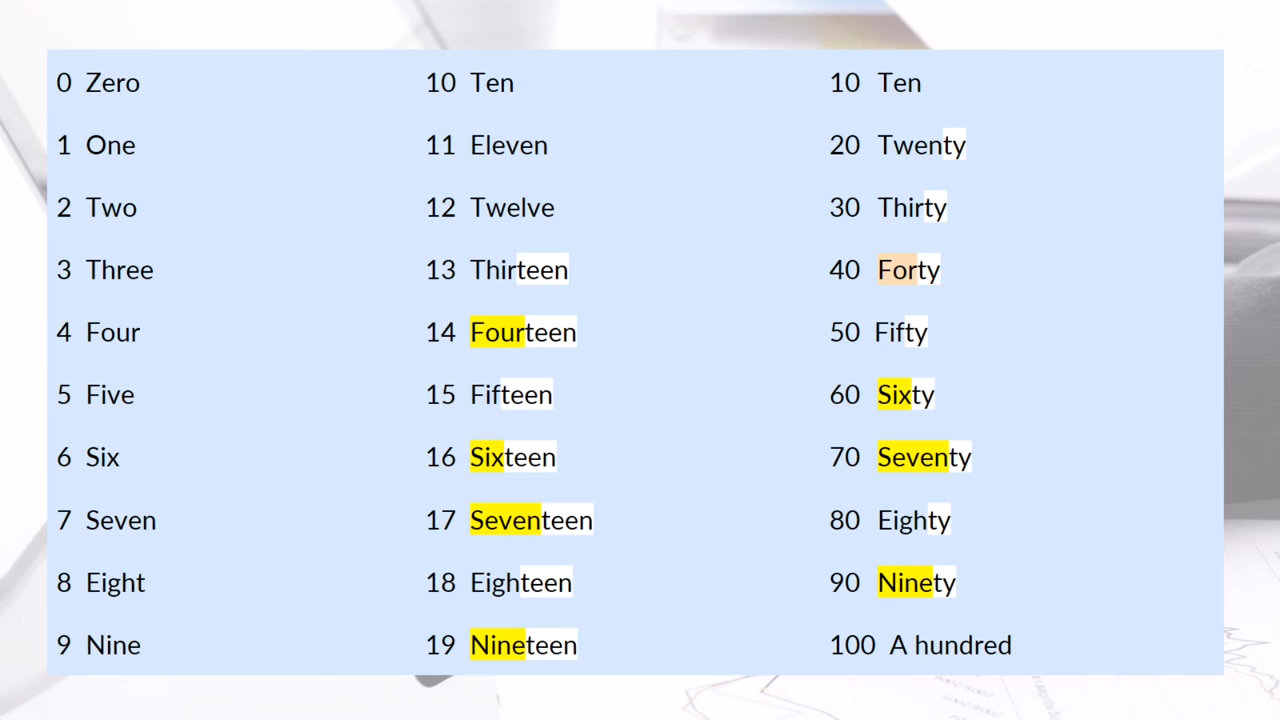 0 Zero
1 One
2 Two
3 Three
4 Four
5 Five
6 Six
7 Seven
8 Eight
9 Nine
10 Ten
11 Eleven
12 Twelve
13 Thirteen
14 Fourteen
15 Fifteen
16 Sixteen
17 Seventeen
18 Eighteen
19 Nineteen
10 Ten
20 Twenty
30 Thirty
40 Forty
50 Fifty
60 Sixty
70 Seventy
80 Eighty
90 Ninety
100 A hundred